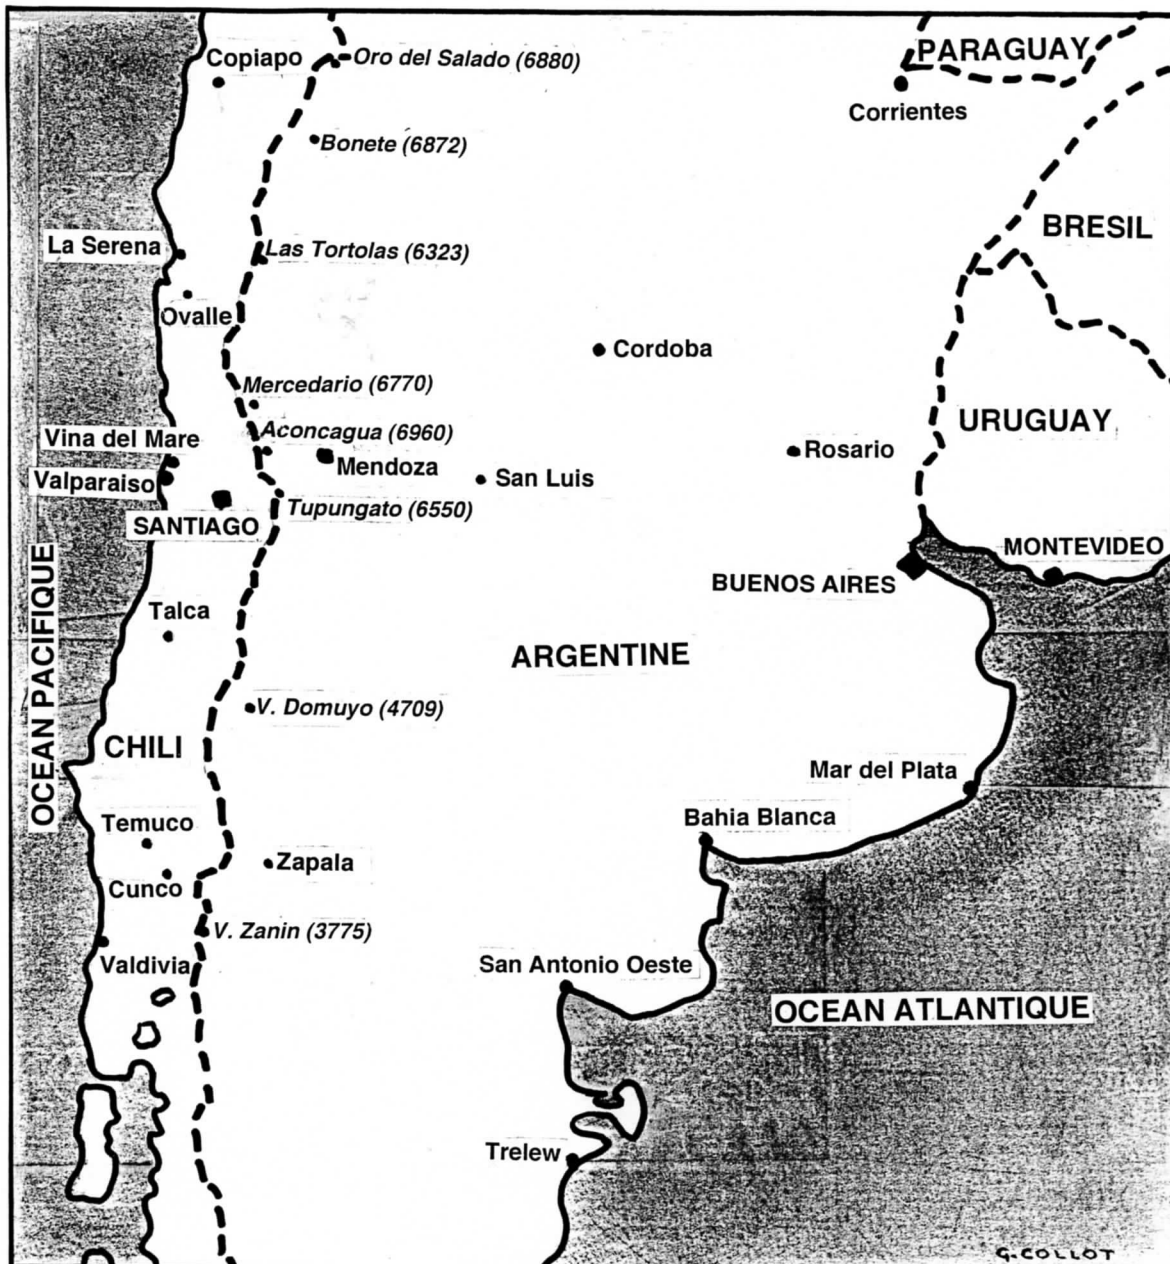 PARAGUAY
Copiapo
Oro del Salado (6880)
Corrientes
Bonete (6872)
BRESIL
La Serena
Las Tortolas (6323)
Ovalle
Cordoba
Mercedario (6770)
URUGUAY
Aconcagua (6960)
Vina del Mare
Rosario
Mendoza
Valparaiso
San Luis
Tupungato (6550)
SANTIAGO
MONTEVIDEO
BUENOS AIRES
OCEAN PACIFIQUE
Talca
ARGENTINE
V. Domuyo (4709)
CHILI
Mar del Plata
Bahia Blanca
Temuco
Zapala
Cunco
V. Zanin (3775)
Valdivia
San Antonio Oeste
OCEAN ATLANTIQUE
Trelew
G. COLLOT